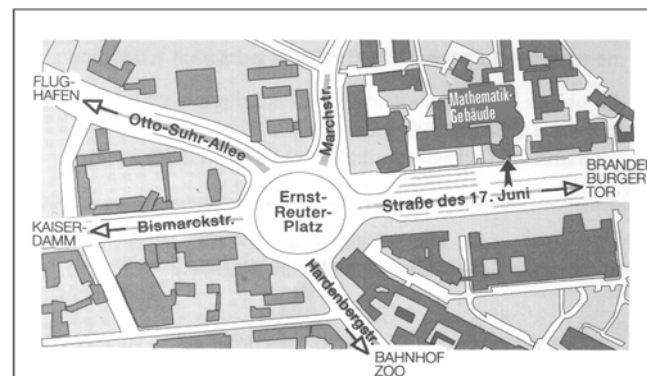 FLUG-
HAFEN
Otto-Suhr-Allee
Marchstr.
Mathematik-
Gebäude
BRANDEN
BURGER
TOR
Ernst-
Reuter-
Platz
Straße des 17. Juni
KAISER-
DAMM
Bismarckstr.
Hardenbergstr.
BAHNHOF
ZOO